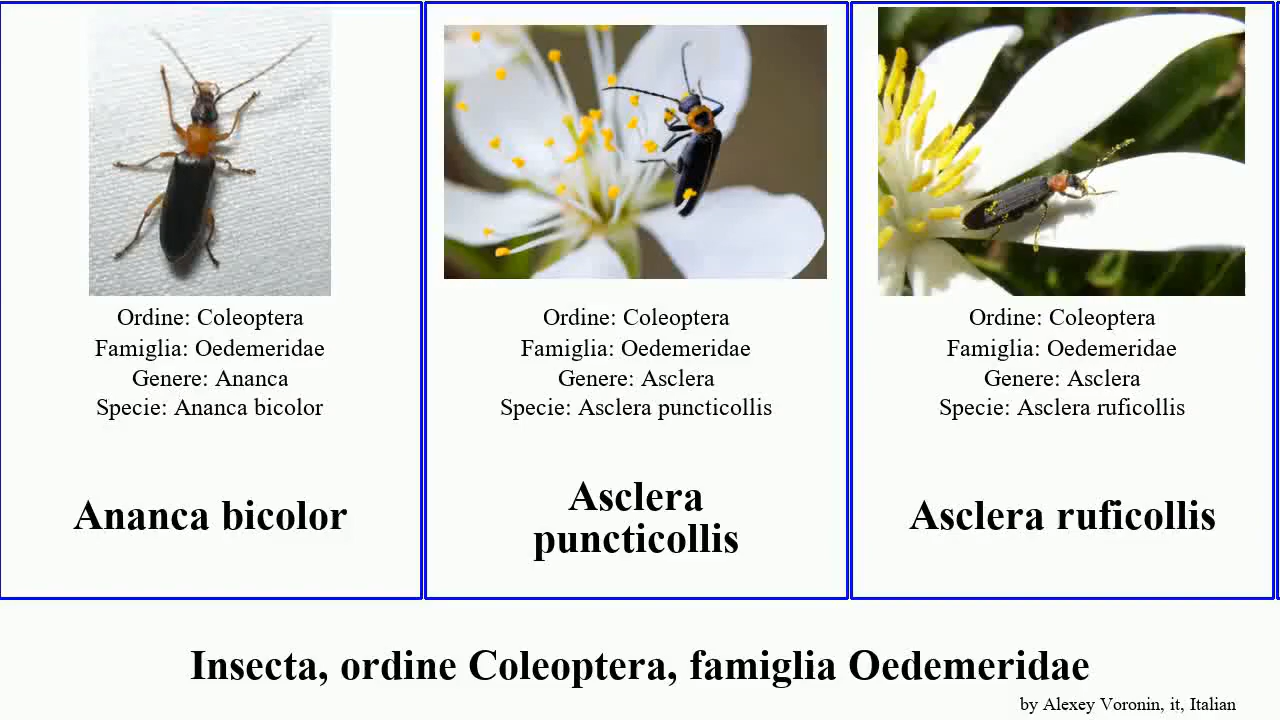 Ordine: Coleoptera
Famiglia: Oedemeridae
Genere: Ananca
Specie: Ananca bicolor
Ananca bicolor
Ordine: Coleoptera
Famiglia: Oedemeridae
Genere: Asclera
Specie: Asclera puncticollis
Asclera
puncticollis
Ordine: Coleoptera
Famiglia: Oedemeridae
Genere: Asclera
Specie: Asclera ruficollis
Asclera ruficollis
Insecta, ordine Coleoptera, famiglia Oedemeridae
by Alexey Voronin, it, Italian